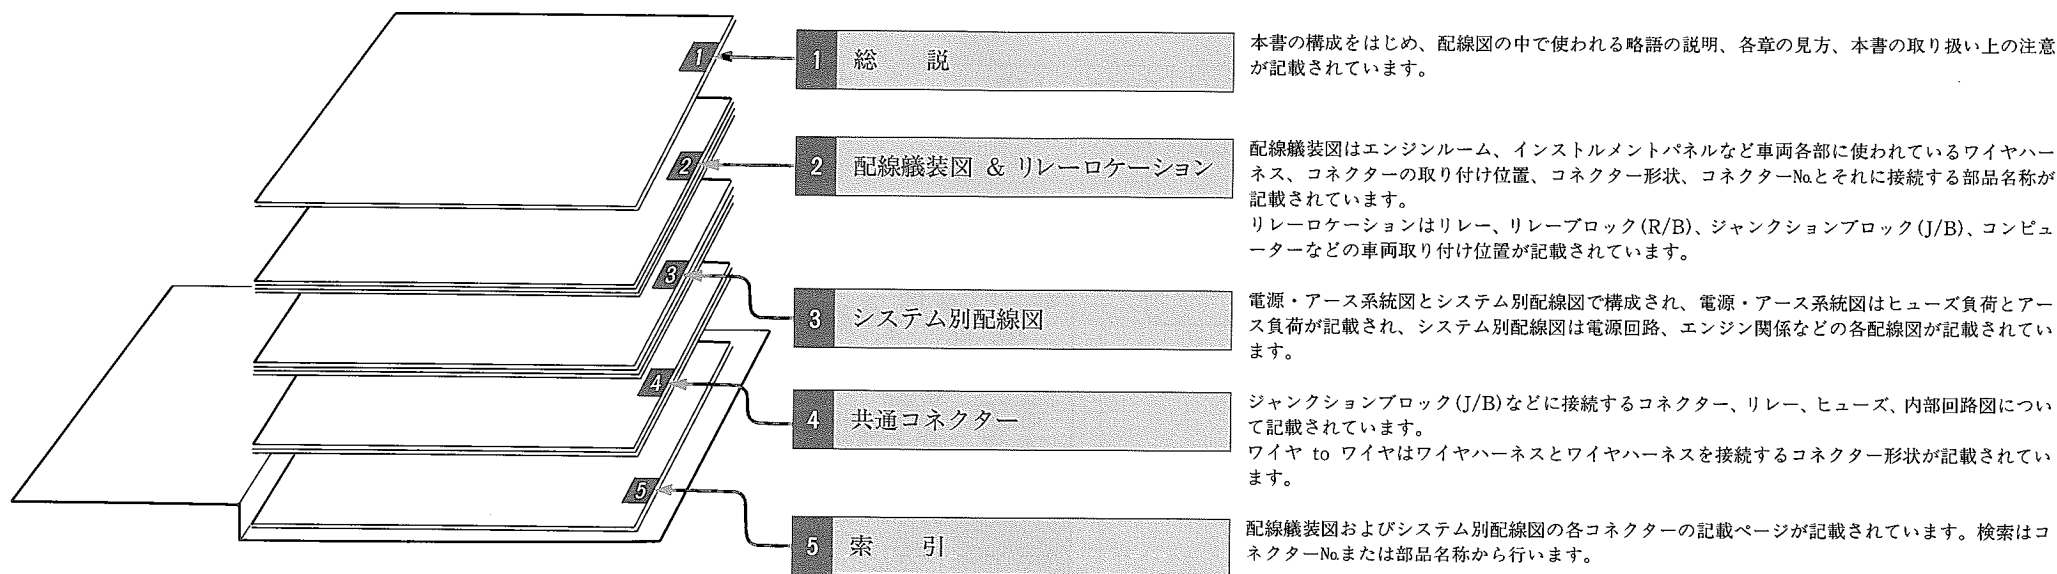 1
1 総 説
本書の構成をはじめ、配線図の中で使われる略語の説明、各章の見方、本書の取り扱い上の注意
が記載されています。
2
2 配線艤装図 & リレーロケーション
配線艤装図はエンジンルーム、インストルメントパネルなど車両各部に使われているワイヤハー
ネス、コネクターの取り付け位置、コネクター形状、コネクター№とそれに接続する部品名称が
記載されています。
リレーロケーションはリレー、リレーブロック(R/B)、ジャンクションブロック(J/B)、コンピュ
ーターなどの車両取り付け位置が記載されています。
3
3 システム別配線図
電源・アース系統図とシステム別配線図で構成され、電源・アース系統図はヒューズ負荷とアー
ス負荷が記載され、システム別配線図は電源回路、エンジン関係などの各配線図が記載されてい
ます。
4
4 共通コネクター
ジャンクションブロック(J/B)などに接続するコネクター、リレー、ヒューズ、内部回路図につい
て記載されています。
ワイヤ to ワイヤはワイヤハーネスとワイヤハーネスを接続するコネクター形状が記載されてい
ます。
5
5 索 引
配線艤装図およびシステム別配線図の各コネクターの記載ページが記載されています。検索はコ
ネクター№または部品名称から行います。